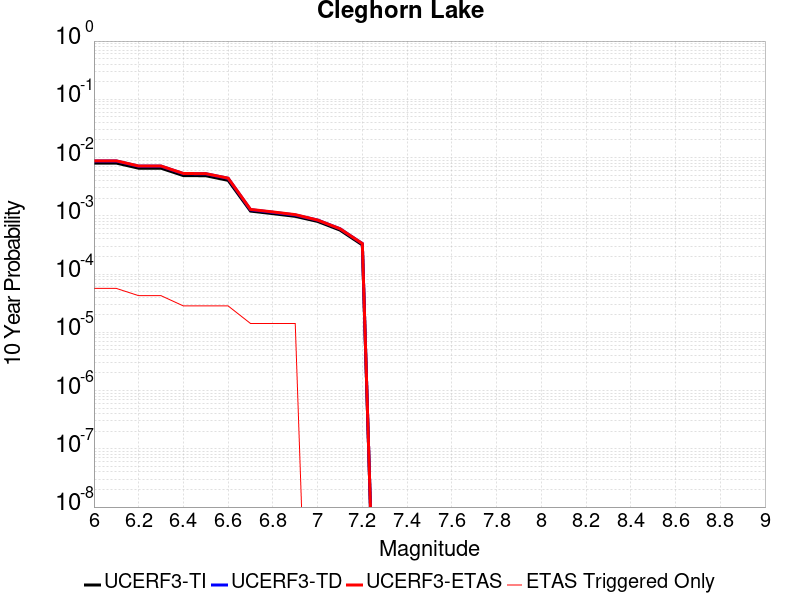 Cleghorn Lake
10 0
10 -1
10 -2
10 -3
10 -4
10 -5
10 -6
10 -7
10 -8
10 Year Probability
6 6.2 6.4 6.6 6.8 7 7.2 7.4 7.6 7.8 8 8.2 8.4 8.6 8.8 9
Magnitude
UCERF3-TI UCERF3-TD UCERF3-ETAS ETAS Triggered Only